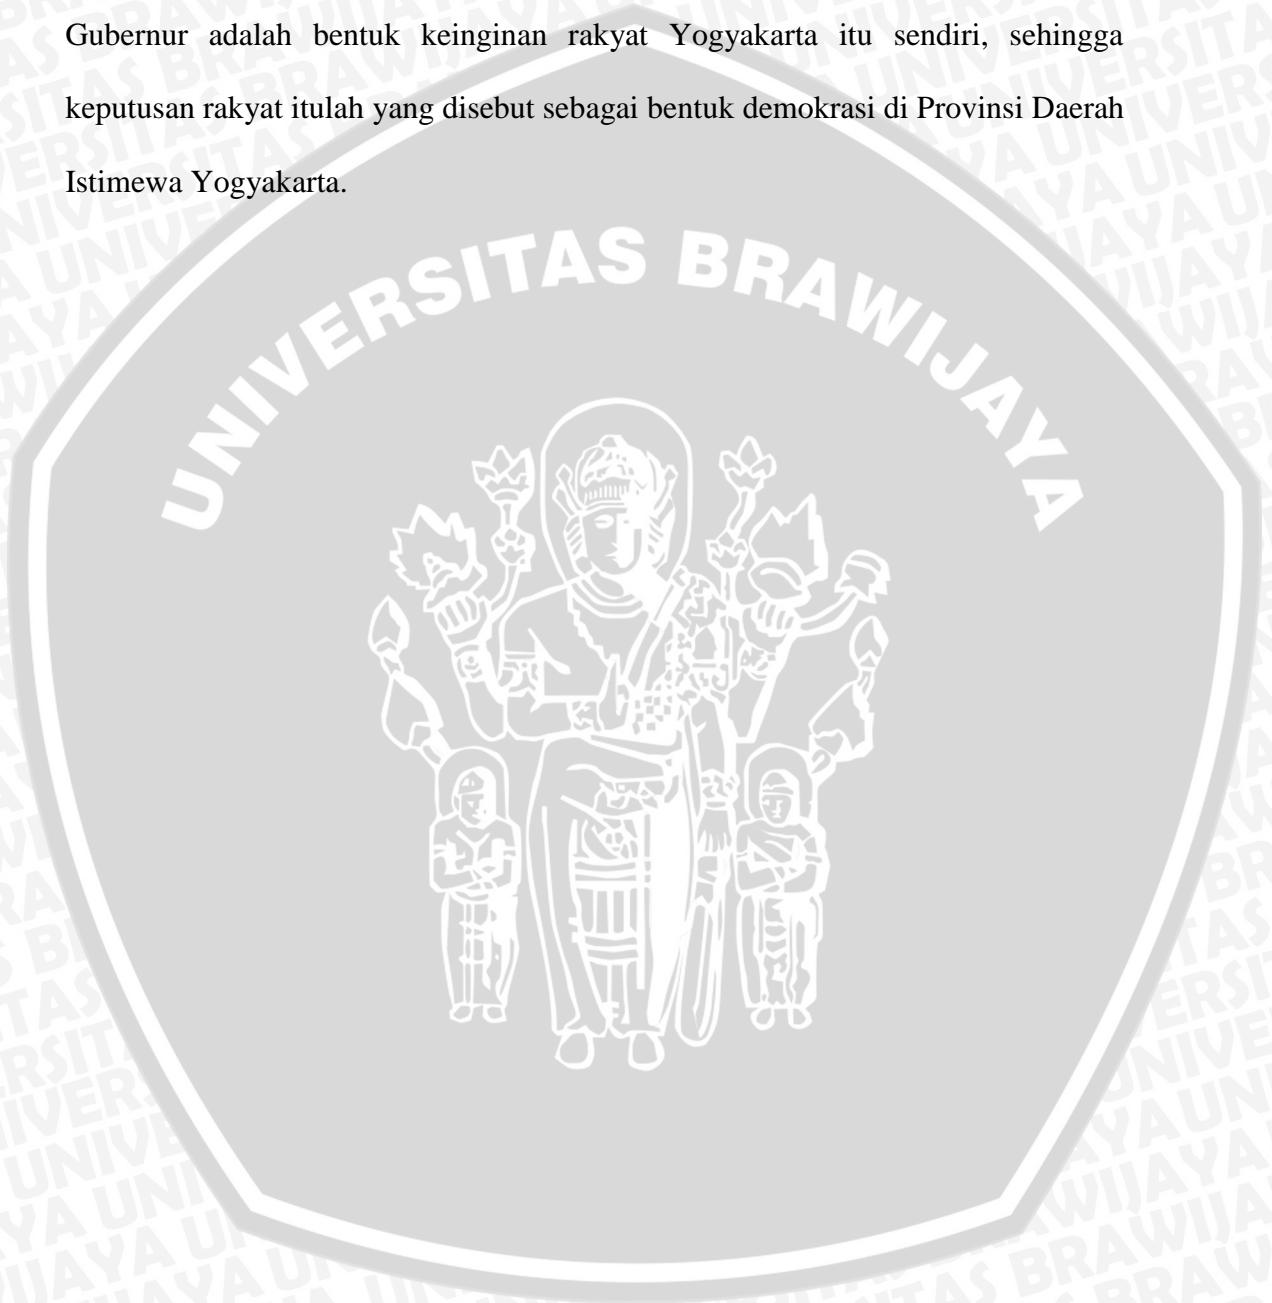 Gubernur adalah bentuk keinginan rakyat Yogyakarta itu sendiri, sehingga
keputusan rakyat itulah yang disebut sebagai bentuk demokrasi di Provinsi Daerah
Istimewa Yogyakarta.
UNIVERSITAS BRAWIJAYA